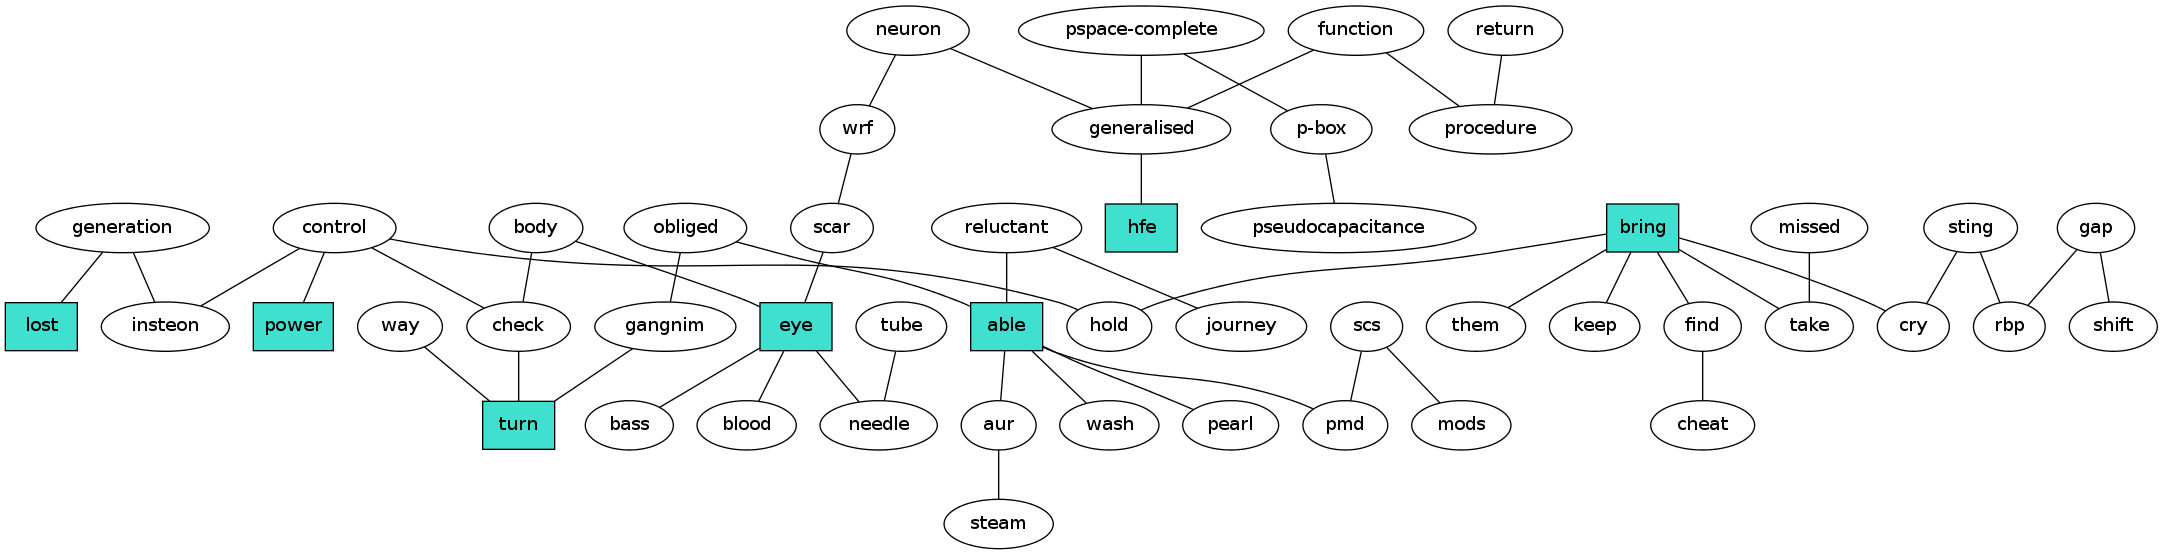 neuron
pspace-complete
function
return
wrf
generalised
p-box
procedure
generation
control
body
obliged
scar
reluctant
hfe
pseudocapacitance
bring
missed
sting
gap
lost
insteon
power
way
check
gangnim
eye
tube
able
hold
journey
scs
them
keep
find
take
cry
rbp
shift
turn
bass
blood
needle
aur
wash
pearl
pmd
mods
cheat
steam